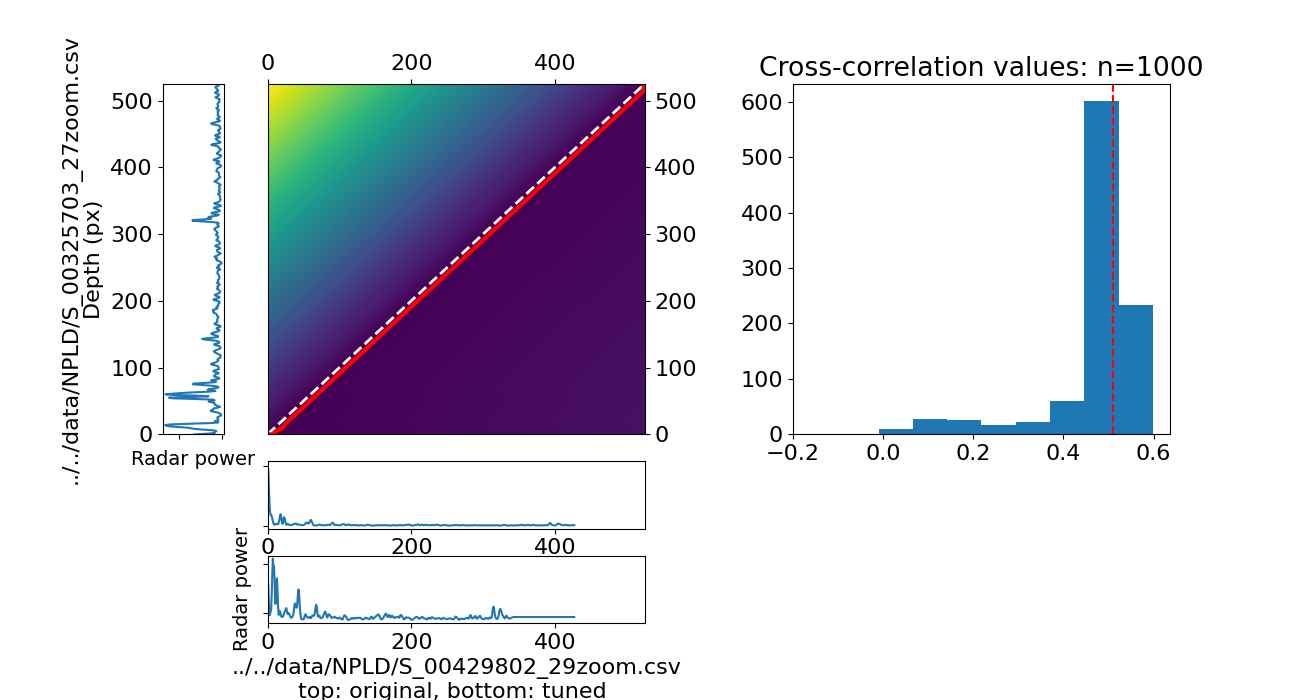 Cross-correlation values: n=1000
0 200 400
../../data/NPLD/S_00325703_27zoom.csv
Depth (px)
500
400
300
200
100
0
500
400
300
200
100
0
600
500
400
300
200
100
0
−0.2 0.0 0.2 0.4 0.6
Radar power
0 200 400
Radar power
0 200 400
../../data/NPLD/S_00429802_29zoom.csv
top: original, bottom: tuned